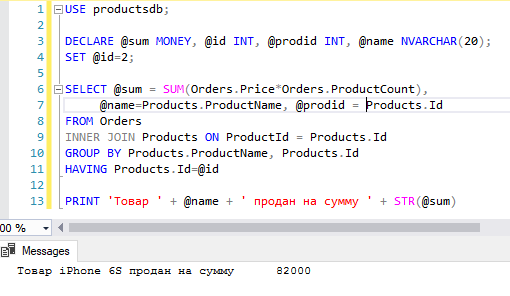 1 USE productsdb;
2
3 DECLARE @sum MONEY, @id INT, @prodid INT, @name NVARCHAR(20);
4 SET @id=2;
5
6 SELECT @sum = SUM(Orders.Price*Orders.ProductCount),
7 @name=Products.ProductName, @prodid = Products.Id
8 FROM Orders
9 INNER JOIN Products ON ProductId = Products.Id
10 GROUP BY Products.ProductName, Products.Id
11 HAVING Products.Id=@id
12
13 PRINT 'Товар ' + @name + ' продан на сумму ' + STR(@sum)
00 %
Messages
Товар iPhone 6S продан на сумму      82000